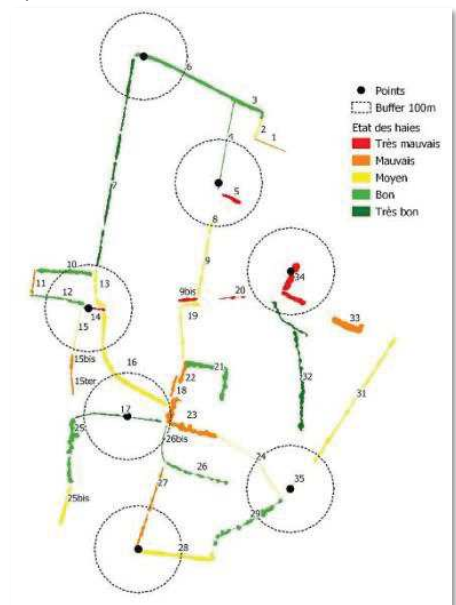 6
3
2
1
Points
Buffer 100m
Etat des haies
Très mauvais
Mauvais
Moyen
Bon
Très bon
4
5
7
8
9
10
13
11
12
14
15
9bis
20
19
34
33
16
15bis
15ter
21
22
18
32
31
17
23
25
26bis
24
26
27
35
25bis
29
28